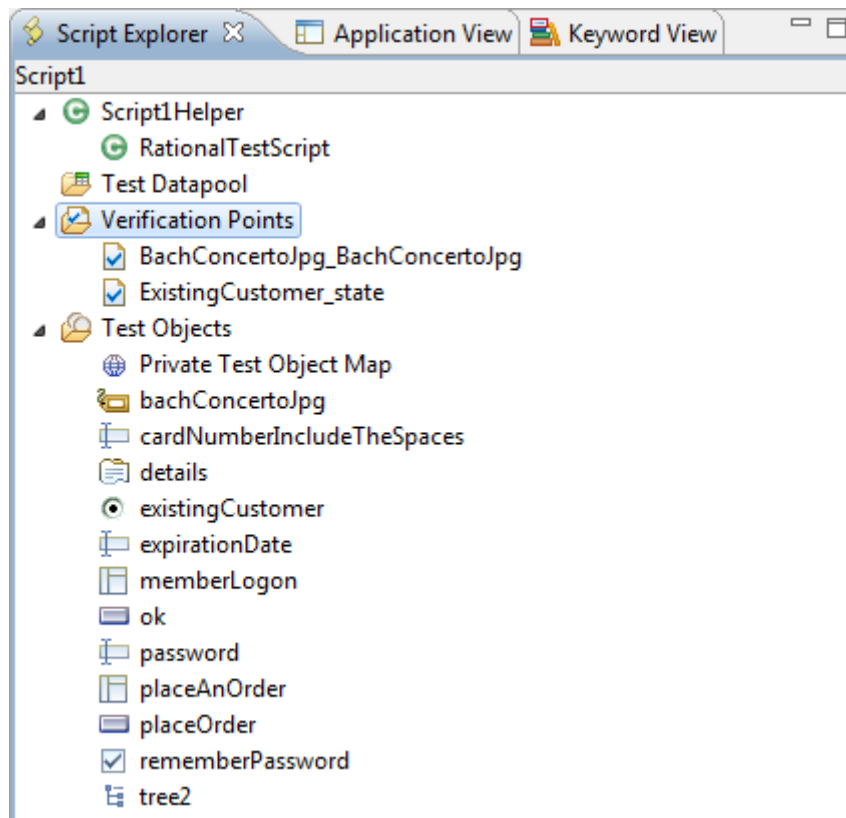 Script Explorer Application View Keyword View
Script1
Script1Helper
RationalTestScript
Test Datapool
Verification Points
BachConcertoJpg_BachConcertoJpg
ExistingCustomer_state
Test Objects
Private Test Object Map
bachConcertoJpg
cardNumberIncludeTheSpaces
details
existingCustomer
expirationDate
memberLogon
ok
password
placeAnOrder
placeOrder
rememberPassword
tree2